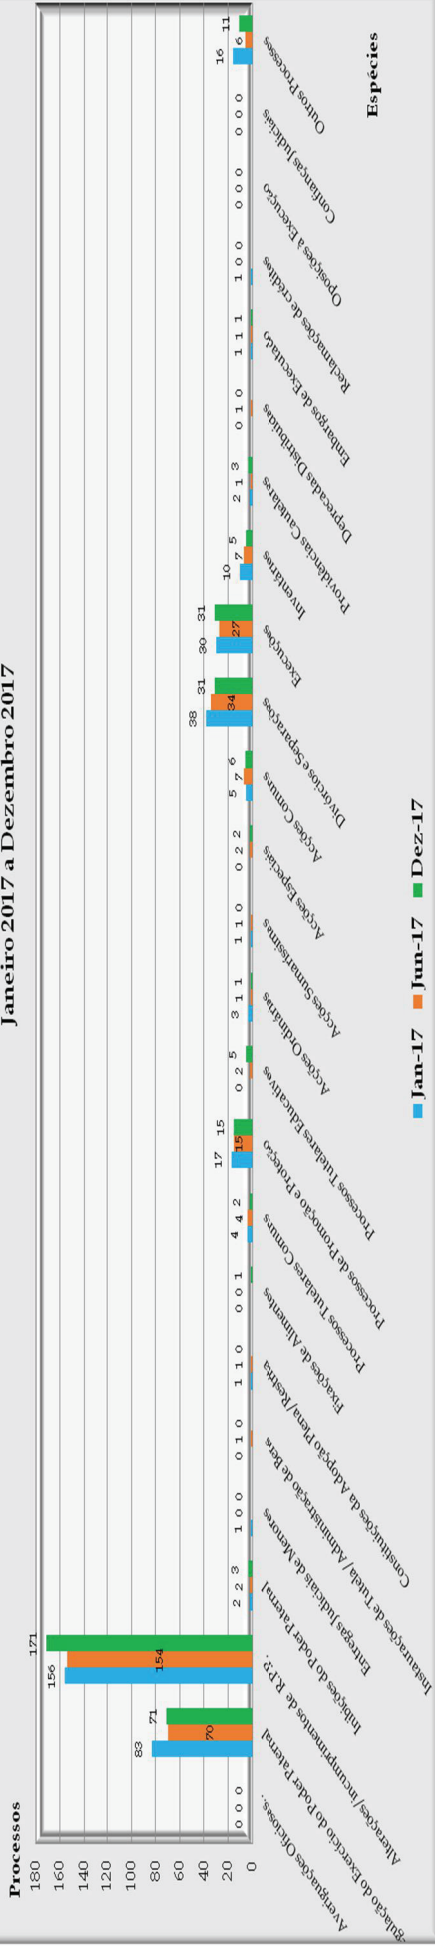 Janeiro 2017 a Dezembro 2017
Processos
180
160
140
120
100
80
60
40
20
0
0 0 0
83 70 71
156 154 171
2 2 3
1 0 0
0 1 0
1 1 0
0 0 1
4 4 2
17 15 15
0 2 5
3 1 1
1 1 0
0 2 2
5 7 6
38 34 31
30 27 31
10 7 5
2 1 3
0 1 0
1 1 1
1 0 0
0 0 0
0 0 0
16 6 11
Averiguações Oficioses...
gulação do Exercício do Poder Paternal
Alterações/incumprimentos de R.P.P.
Inibições do Poder Paternal
Entregas Judiciais de Menores
Instaurações de Tutela/Administração de Bens
Constituições da Adopção Plena/Restrita
Fixações de Alimentos
Processos Tutelares Comuns
Processos de Promoção e Proteção
Processos Tutelares Educativos
Acções Ordinárias
Acções Sumaríssimas
Acções Especiais
Acções Comuns
Divórcios e Separações
Execuções
Inventários
Providências Cautelares
Deprecadas Distribuídas
Embargos de Executado
Reclamações de créditos
Oposições à Execução
Confianças Judiciais
Outros Processos
Espécies
Jan-17 Jun-17 Dez-17